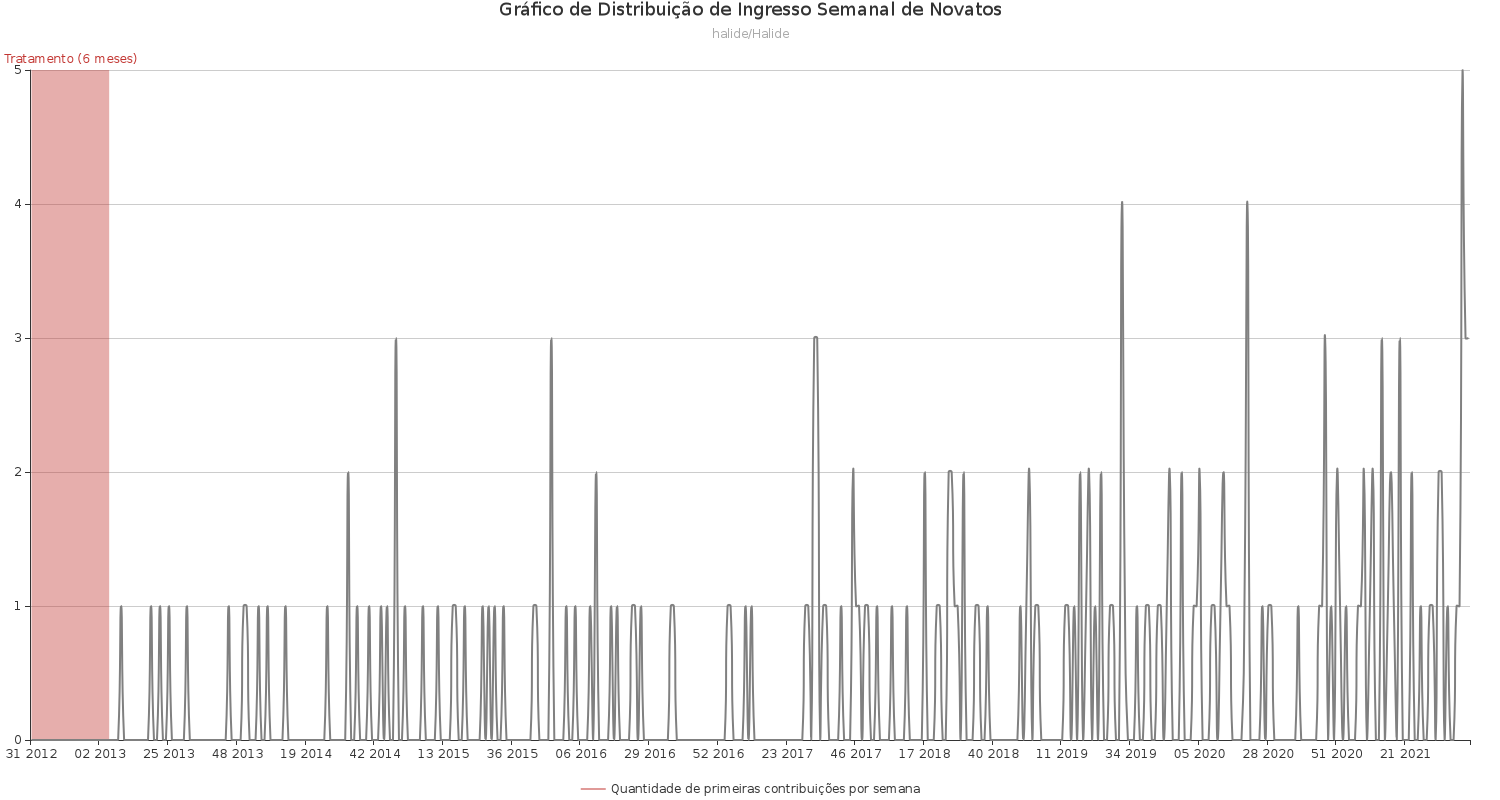 Gráfico de Distribuição de Ingresso Semanal de Novatos
halide/Halide
Tratamento (6 meses)
5
4
3
2
1
0
31 2012 02 2013 25 2013 48 2013 19 2014 42 2014 13 2015 36 2015 06 2016 29 2016 52 2016 23 2017 46 2017 17 2018 40 2018 11 2019 34 2019 05 2020 28 2020 51 2020 21 2021
Quantidade de primeiras contribuições por semana